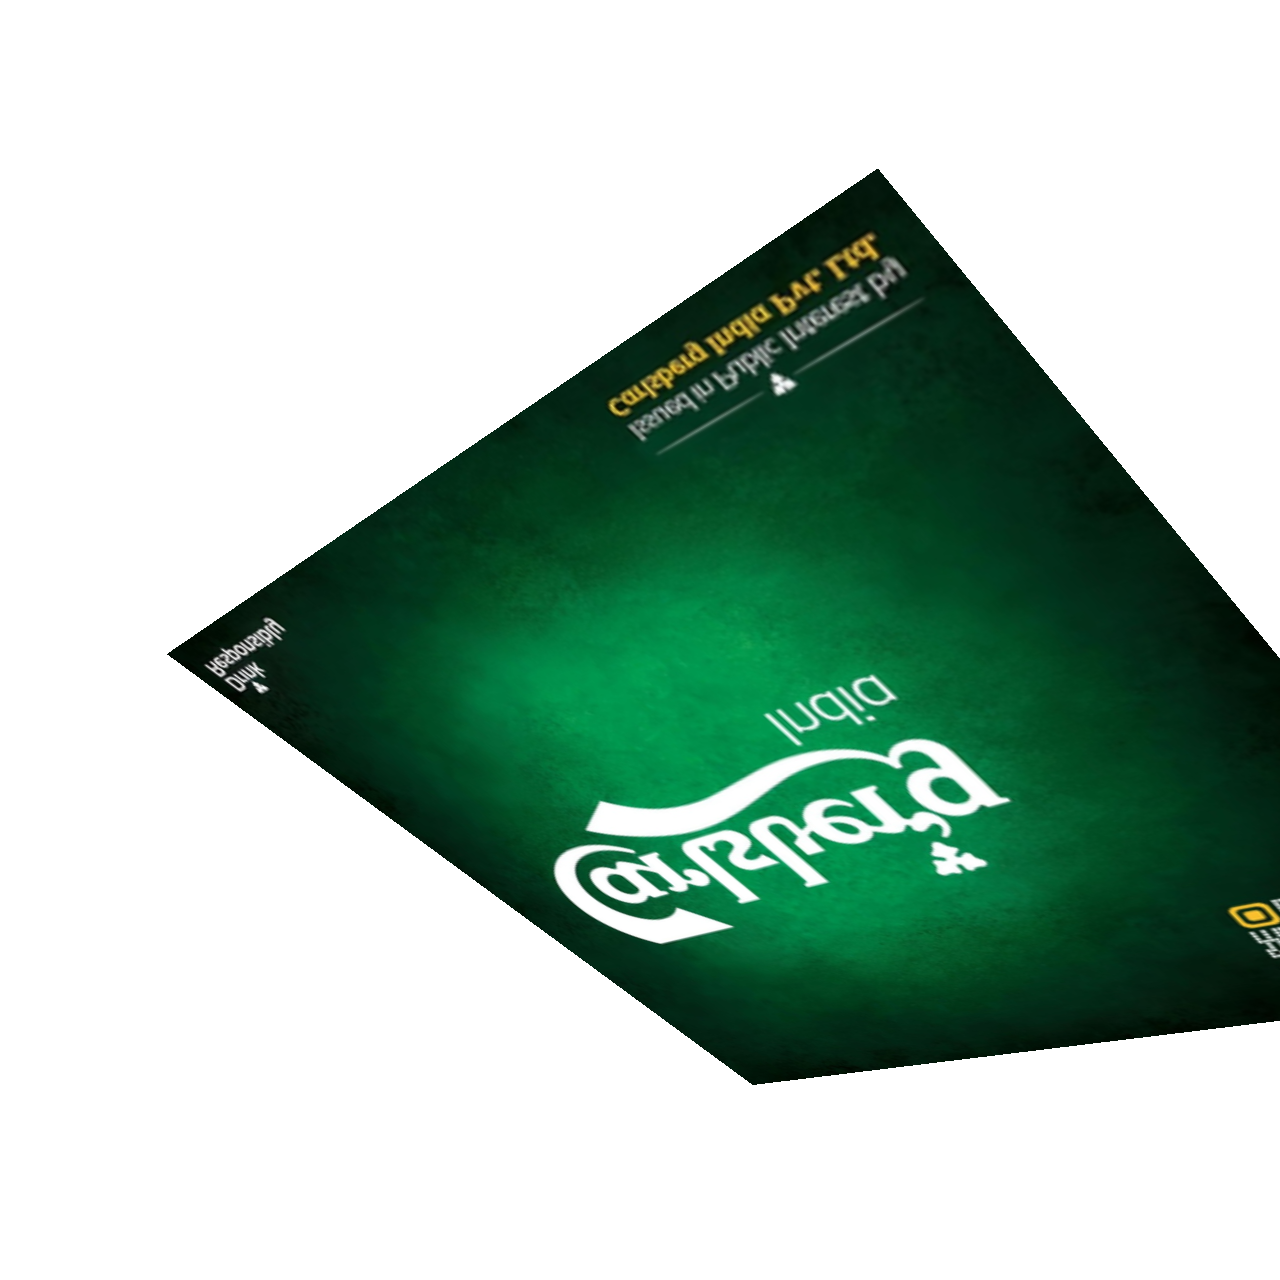 Carlsberg
India
Issued in Public Interest by
Carlsberg India Pvt. Ltd.
Drink
Responsibly